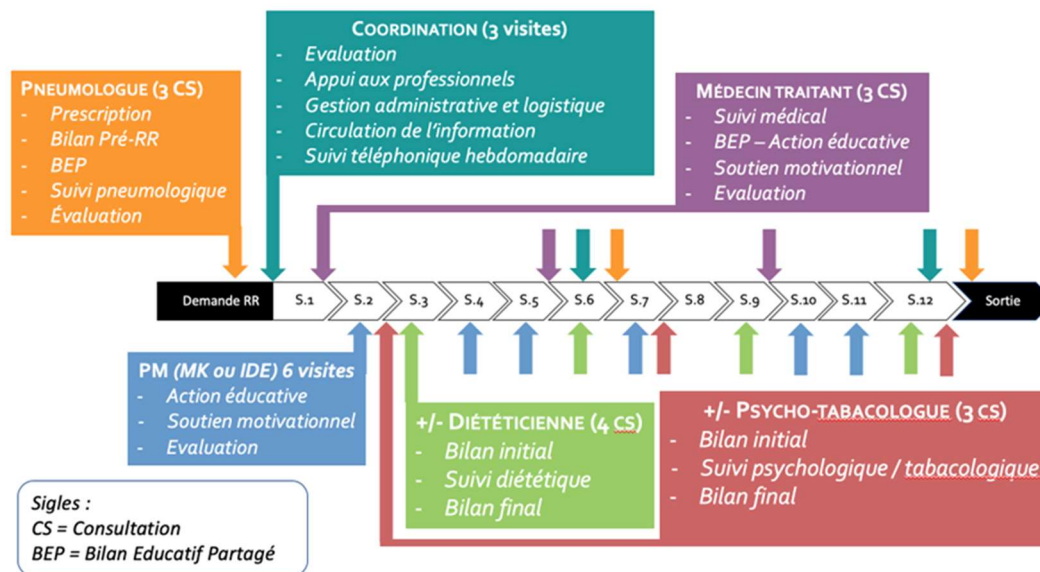 COORDINATION (3 visites)
- Evaluation
- Appui aux professionnels
- Gestion administrative et logistique
- Circulation de l'information
- Suivi téléphonique hebdomadaire
PNEUMOLOGUE (3 CS)
- Prescription
- Bilan Pré-RR
- BEP
- Suivi pneumologique
- Évaluation
MÉDECIN TRAITANT (3 CS)
- Suivi médical
- BEP – Action éducative
- Soutien motivationnel
- Evaluation
Demande RR S.1 S.2 S.3 S.4 S.5 S.6 S.7 S.8 S.9 S.10 S.11 S.12 Sortie
PM (MK ou IDE) 6 visites
- Action éducative
- Soutien motivationnel
- Evaluation
+/- DIÉTÉTICIENNE (4 CS)
- Bilan initial
- Suivi diététique
- Bilan final
+/- PSYCHO-TABACOLOGUE (3 CS)
- Bilan initial
- Suivi psychologique / tabacologique
- Bilan final
Sigles :
CS = Consultation
BEP = Bilan Educatif Partagé